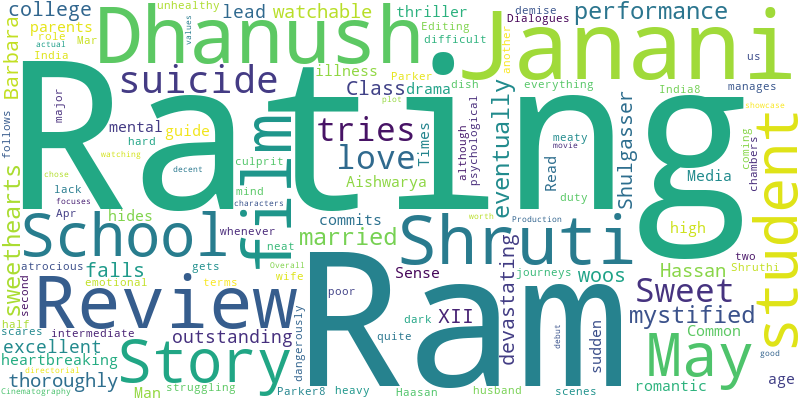 college
unhealthy
lead
watchable
thriller
Dialogues
demise
performance
Barbara
parents
Mar
role
actual
India
values
Dhanush
Editing
difficult
another
Janani
us
manages
suicide
illness
Class
Parker
drama
dish
everything
India8
showcase
follows
major
Rating
student
mental
hard
guide
film
tries
love
Times
although
psychological
eventually
meaty
movie
Read
Shulgasser
plot
coming
chambers
watching
chose
decent
culprit
mind
characters
Aishwarya
duty
Media
two
sweethearts
lack
focuses
Apr
hides
whenever
neat
commits
married
worth
Production
high
School
Shruti
atrocious
second
falls
gets
emotional
terms
wife
Overall
Sense
devastating
journeys
woos
Hassan
Common
Shruthi
good
half
scares
intermediate
Review
outstanding
dangerously
poor
dark
quite
XII
Ram
debut
sudden
Sweet
mystified
May
excellent
heartbreaking
directorial
thoroughly
Cinematography
Story
Man
struggling
Parker8
heavy
Haasan
husband
scenes
romantic
age